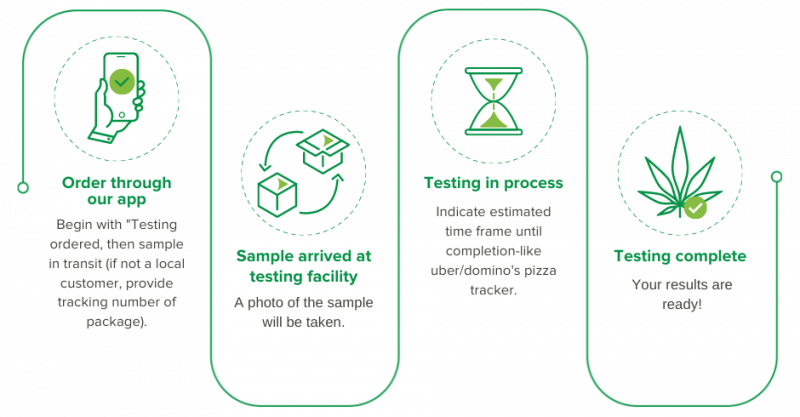 Order through
our app
Begin with "Testing
ordered, then sample
in transit (if not a local
customer, provide
tracking number of
package).
Sample arrived at
testing facility
A photo of the sample
will be taken.
Testing in process
Indicate estimated
time frame until
completion-like
uber/domino's pizza
tracker.
Testing complete
Your results are
ready!